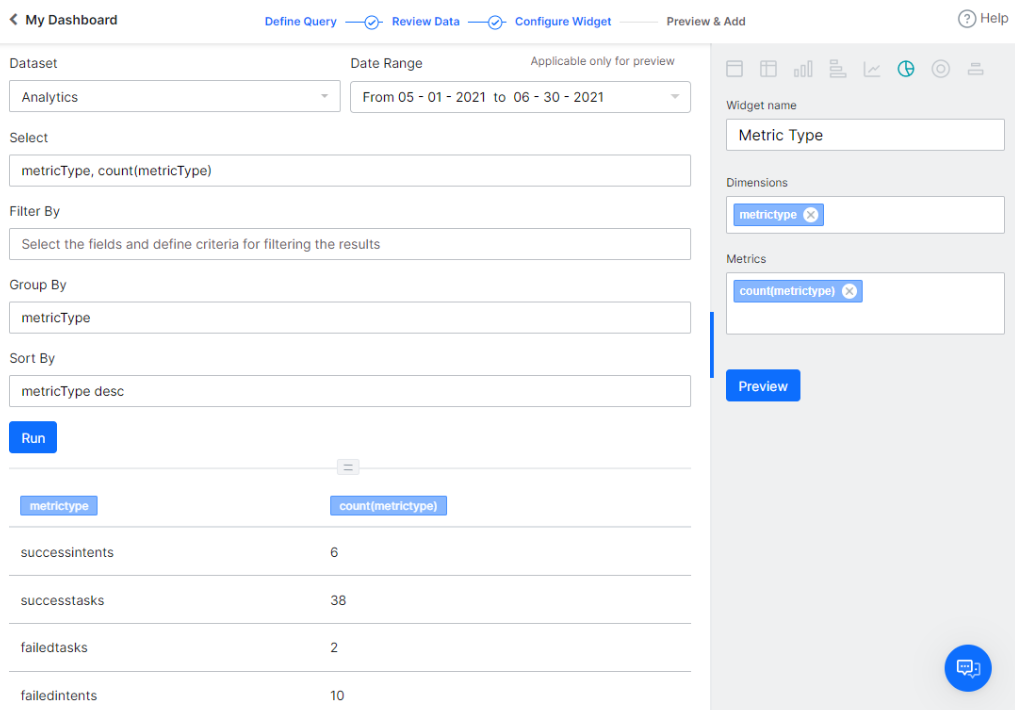 My Dashboard
Define Query
Review Data
Configure Widget
Preview & Add
? Help
Dataset
Date Range
Applicable only for preview
Analytics
From 05 - 01 - 2021 to 06 - 30 - 2021
Select
metricType, count(metricType)
Filter By
Select the fields and define criteria for filtering the results
Group By
metricType
Sort By
metricType desc
Run
metrictype
count(metrictype)
successintents
6
successtasks
38
failedtasks
2
failedintents
10
Widget name
Metric Type
Dimensions
metrictype
Metrics
count(metrictype)
Preview